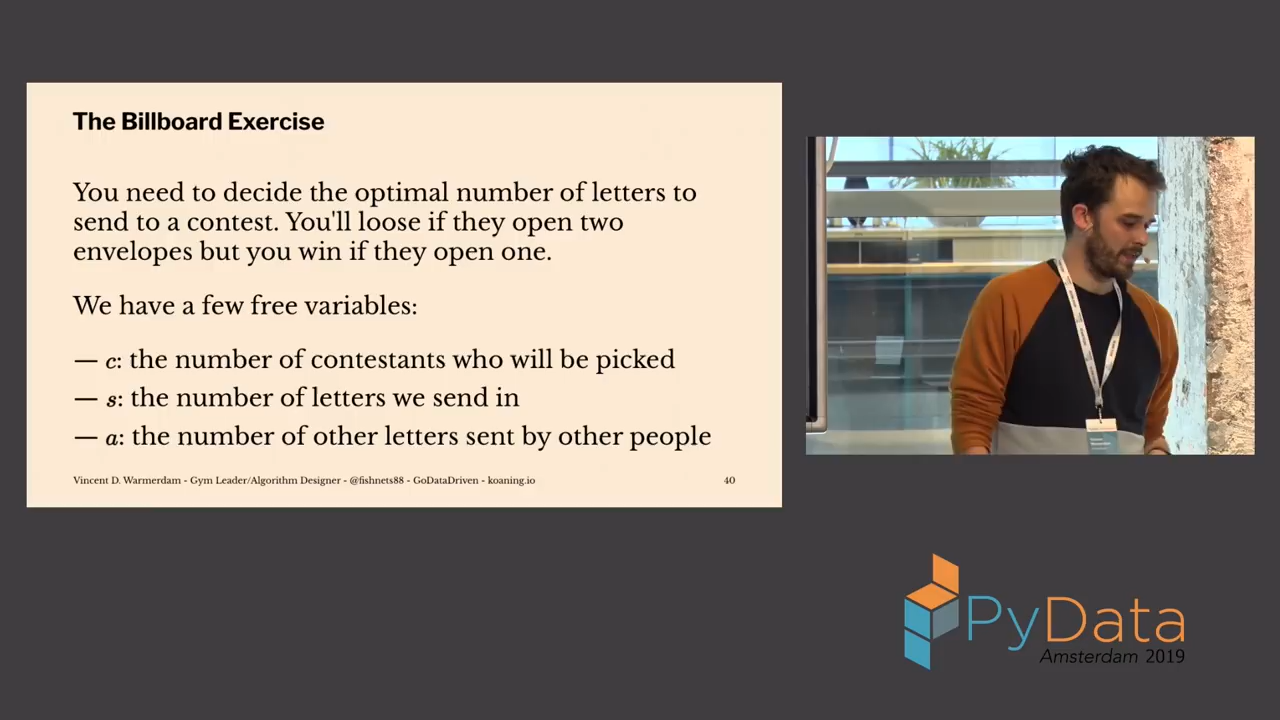 The Billboard Exercise
You need to decide the optimal number of letters to
send to a contest. You'll loose if they open two
envelopes but you win if they open one.
We have a few free variables:
— c: the number of contestants who will be picked
— s: the number of letters we send in
— a: the number of other letters sent by other people
Vincent D. Warmerdam - Gym Leader/Algorithm Designer - @fishnets88 - GoDataDriven - koaning.io 40
PyData
Amsterdam 2019